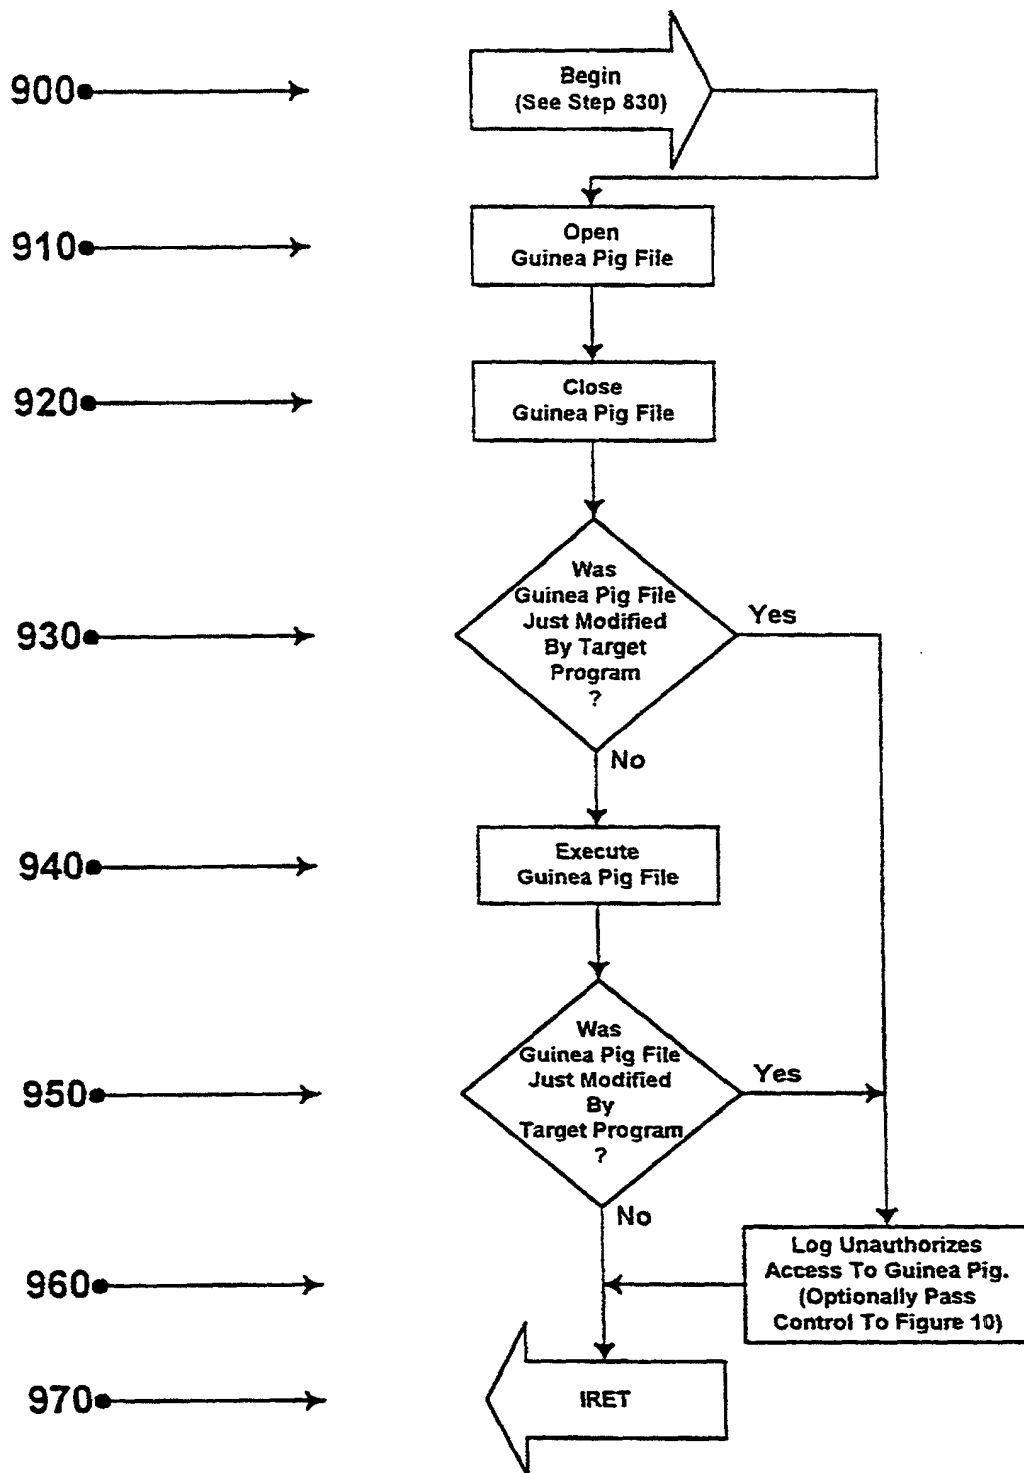 900
Begin
(See Step 830)
910
Open
Guinea Pig File
920
Close
Guinea Pig File
930
Was
Guinea Pig File
Just Modified
By Target
Program
?
Yes
No
940
Execute
Guinea Pig File
950
Was
Guinea Pig File
Just Modified
By
Target Program
?
Yes
No
960
Log Unauthorizes
Access To Guinea Pig.
(Optionally Pass
Control To Figure 10)
970
IRET